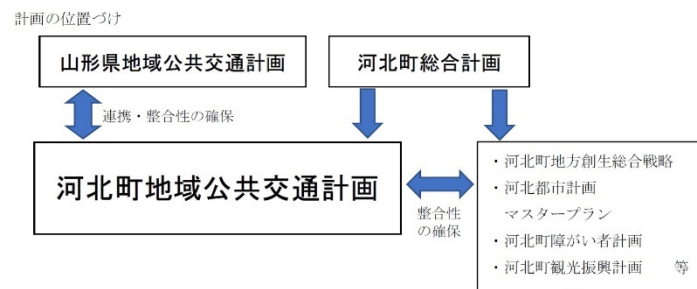 計画の位置づけ
山形県地域公共交通計画
河北町総合計画
連携・整合性の確保
河北町地域公共交通計画
整合性
の確保
・河北町地方創生総合戦略
・河北都市計画
マスタープラン
・河北町障がい者計画
・河北町観光振興計画　等